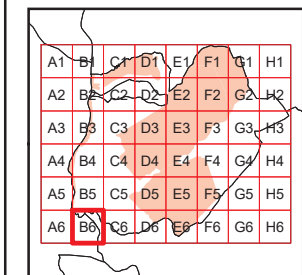 A1 B1 C1 D1 E1 F1 G1 H1
A2 B2 C2 D2 E2 F2 G2 H2
A3 B3 C3 D3 E3 F3 G3 H3
A4 B4 C4 D4 E4 F4 G4 H4
A5 B5 C5 D5 E5 F5 G5 H5
A6 B6 C6 D6 E6 F6 G6 H6